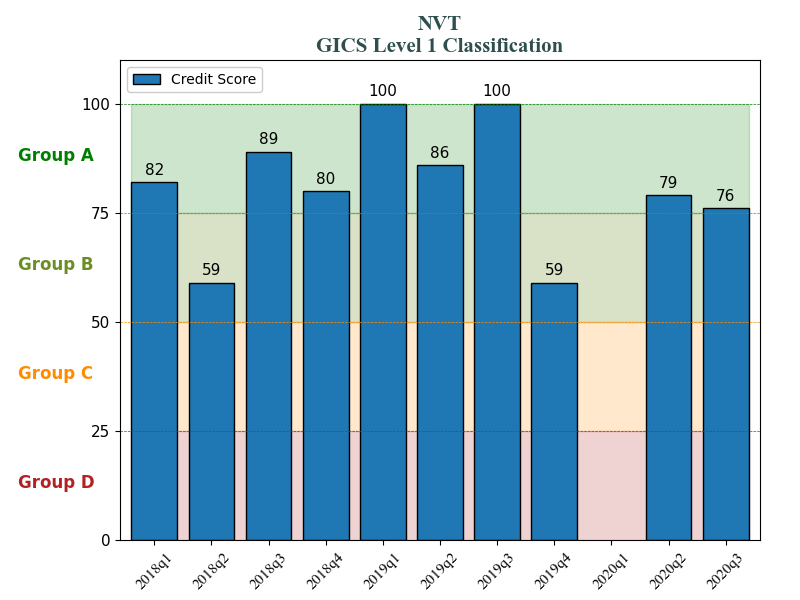 NVT
GICS Level 1 Classification
Credit Score
100
75
50
25
0
Group A
Group B
Group C
Group D
82
59
89
80
100
86
100
59
79
76
2018q1
2018q2
2018q3
2018q4
2019q1
2019q2
2019q3
2019q4
2020q1
2020q2
2020q3